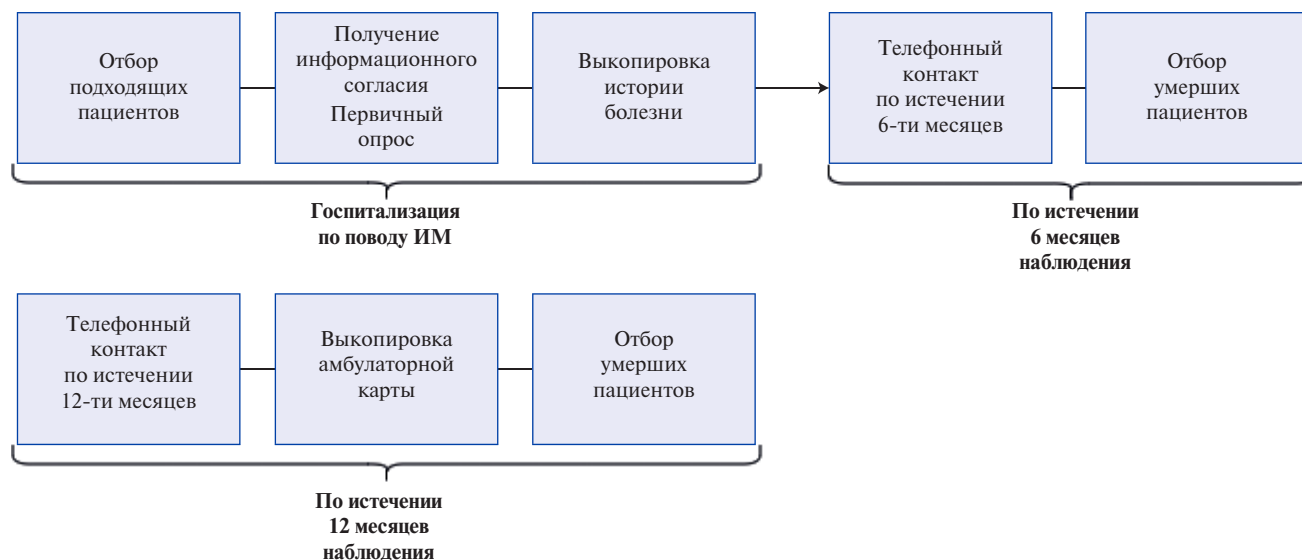 Отбор
подходящих
пациентов
Получение
информационного
согласия
Первичный
опрос
Выкопировка
истории
болезни
Телефонный
контакт
по истечении
6-ти месяцев
Отбор
умерших
пациентов
Госпитализация
по поводу ИМ
По истечении
6 месяцев
наблюдения
Телефонный
контакт
по истечении
12-ти месяцев
Выкопировка
амбулаторной
карты
Отбор
умерших
пациентов
По истечении
12 месяцев
наблюдения